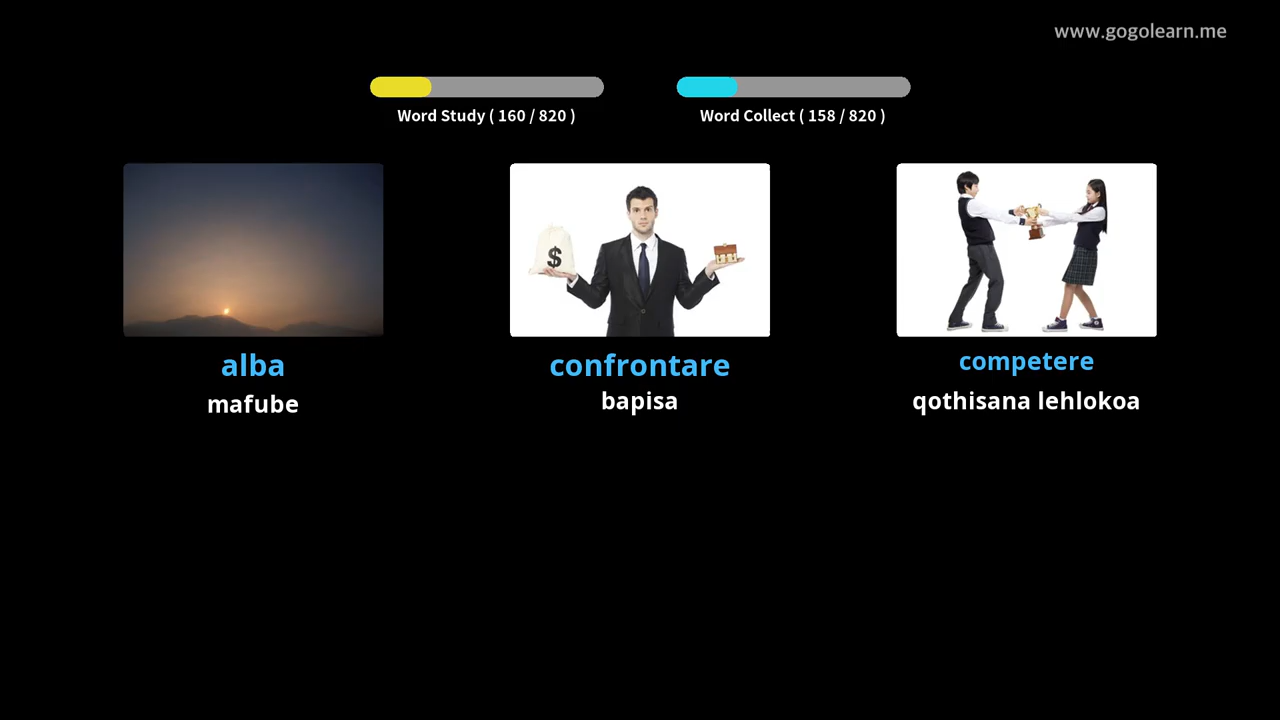 www.gogolearn.me
Word Study ( 160 / 820 )
Word Collect ( 158 / 820 )
$
alba
confrontare
competere
mafube
bapisa
qothisana lehlokoa